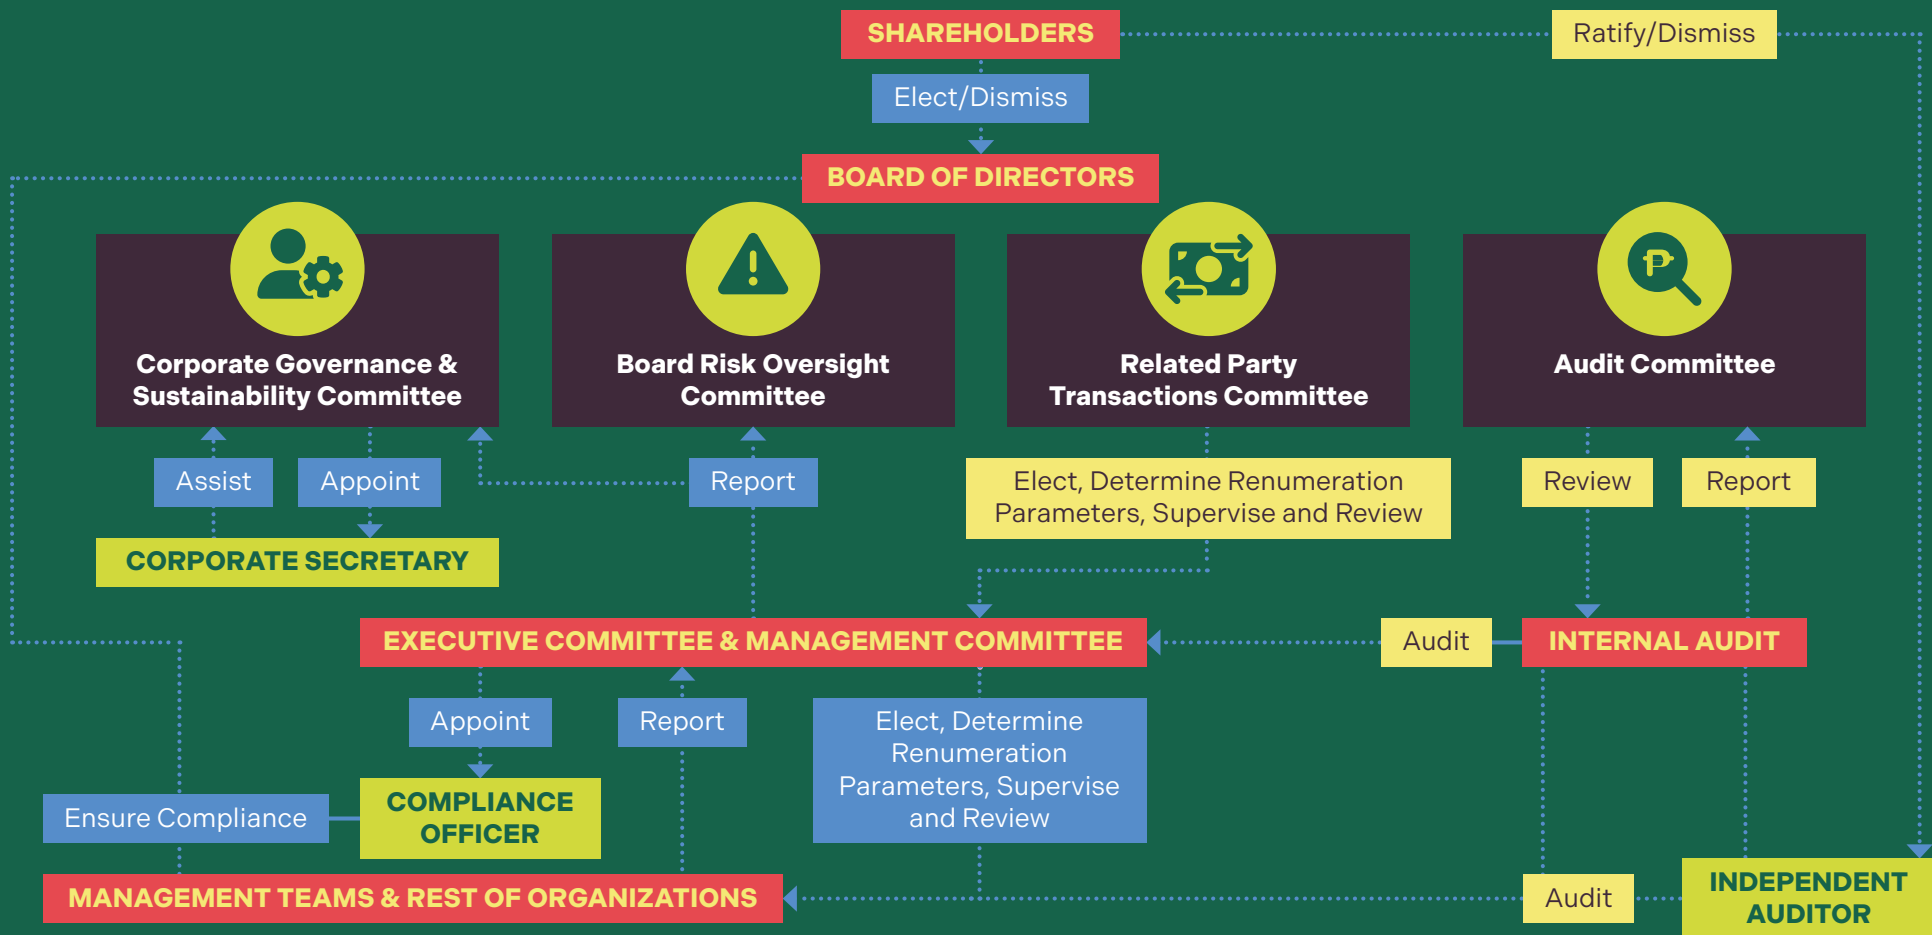 SHAREHOLDERS
Ratify/Dismiss
Elect/Dismiss
BOARD OF DIRECTORS
Corporate Governance &
Sustainability Committee
Board Risk Oversight
Committee
Related Party
Transactions Committee
Audit Committee
Assist
Appoint
Report
Elect, Determine Renumeration
Parameters, Supervise and Review
Review
Report
CORPORATE SECRETARY
EXECUTIVE COMMITTEE & MANAGEMENT COMMITTEE
Audit
INTERNAL AUDIT
Appoint
Report
Elect, Determine
Renumeration
Parameters, Supervise
and Review
Ensure Compliance
COMPLIANCE
OFFICER
MANAGEMENT TEAMS & REST OF ORGANIZATIONS
Audit
INDEPENDENT
AUDITOR